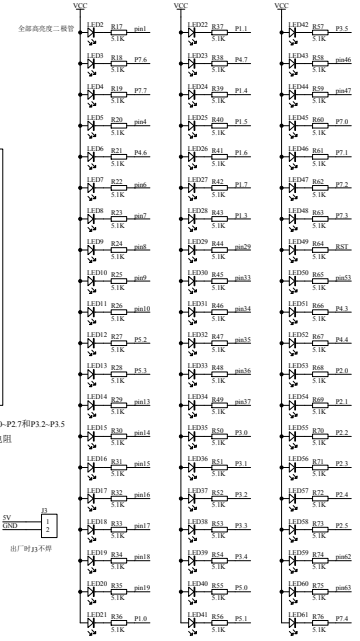 VCC
VCC
VCC
全部高亮度二极管
LED2 R17 pin1
5.1K
LED3 R18 P7.6
5.1K
LED4 R19 P7.7
5.1K
LED5 R20 pin4
5.1K
LED6 R21 P4.6
5.1K
LED7 R22 pin6
5.1K
LED8 R23 pin7
5.1K
LED9 R24 pin8
5.1K
LED10 R25 pin9
5.1K
LED11 R26 pin10
5.1K
LED12 R27 P5.2
5.1K
LED13 R28 P5.3
5.1K
LED14 R29 pin13
5.1K
LED15 R30 pin14
5.1K
LED16 R31 pin15
5.1K
LED17 R32 pin16
5.1K
LED18 R33 pin17
5.1K
LED19 R34 pin18
5.1K
LED20 R35 pin19
5.1K
LED21 R36 P1.0
5.1K
LED22 R37 P1.1
5.1K
LED23 R38 P4.7
5.1K
LED24 R39 P1.4
5.1K
LED25 R40 P1.5
5.1K
LED26 R41 P1.6
5.1K
LED27 R42 P1.7
5.1K
LED28 R43 P1.3
5.1K
LED29 R44 pin29
5.1K
LED30 R45 pin33
5.1K
LED31 R46 pin34
5.1K
LED32 R47 pin35
5.1K
LED33 R48 pin36
5.1K
LED34 R49 pin37
5.1K
LED35 R50 P3.0
5.1K
LED36 R51 P3.1
5.1K
LED37 R52 P3.2
5.1K
LED38 R53 P3.3
5.1K
LED39 R54 P3.4
5.1K
LED40 R55 P5.0
5.1K
LED41 R56 P5.1
5.1K
LED42 R57 P3.5
5.1K
LED43 R58 pin46
5.1K
LED44 R59 pin47
5.1K
LED45 R60 P7.0
5.1K
LED46 R61 P7.1
5.1K
LED47 R62 P7.2
5.1K
LED48 R63 P7.3
5.1K
LED49 R64 RST
5.1K
LED50 R65 pin53
5.1K
LED51 R66 P4.3
5.1K
LED52 R67 P4.4
5.1K
LED53 R68 P2.0
5.1K
LED54 R69 P2.1
5.1K
LED55 R70 P2.2
5.1K
LED56 R71 P2.3
5.1K
LED57 R72 P2.4
5.1K
LED58 R73 P2.5
5.1K
LED59 R74 pin62
5.1K
LED60 R75 pin63
5.1K
LED61 R76 P7.4
5.1K
~P2.7和P3.2~P3.5
阻
J3
5V 1
GND 2
出厂时J3不焊